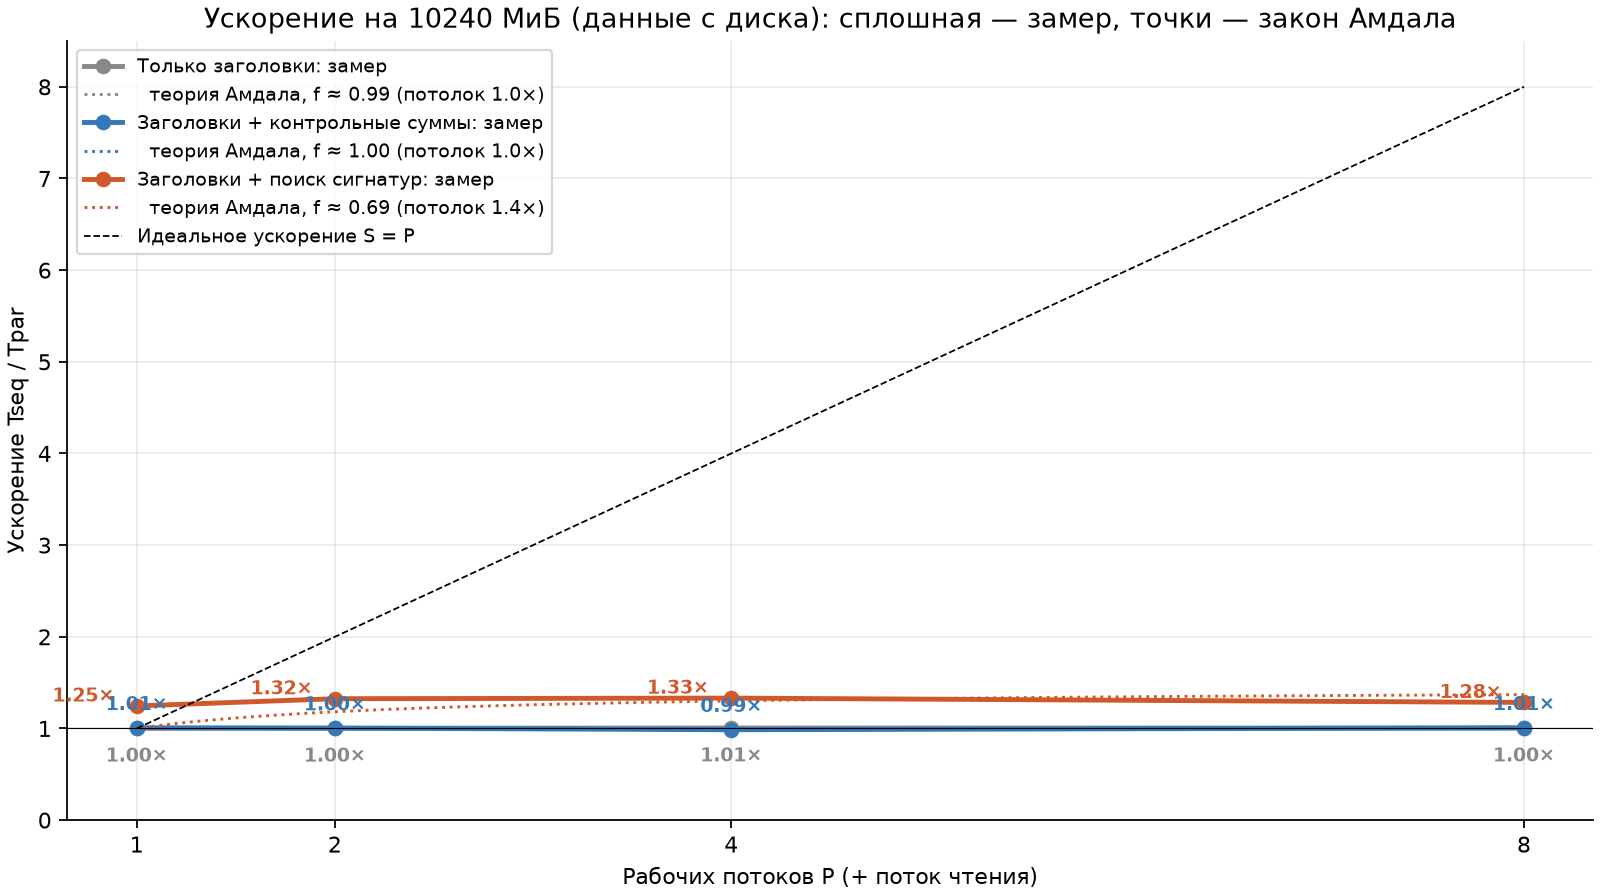 Ускорение на 10240 МиБ (данные с диска): сплошная — замер, точки — закон Амдала
Только заголовки: замер
теория Амдала, f ≈ 0.99 (потолок 1.0×)
Заголовки + контрольные суммы: замер
теория Амдала, f ≈ 1.00 (потолок 1.0×)
Заголовки + поиск сигнатур: замер
теория Амдала, f ≈ 0.69 (потолок 1.4×)
Идеальное ускорение S = P
Ускорение Tseq / Tpar
8
7
6
5
4
3
2
1
0
1.25×
1.32×
1.33×
1.28×
1.01×
1.00×
0.99×
1.01×
1.00×
1.00×
1.01×
1.00×
1
2
4
8
Рабочих потоков P (+ поток чтения)